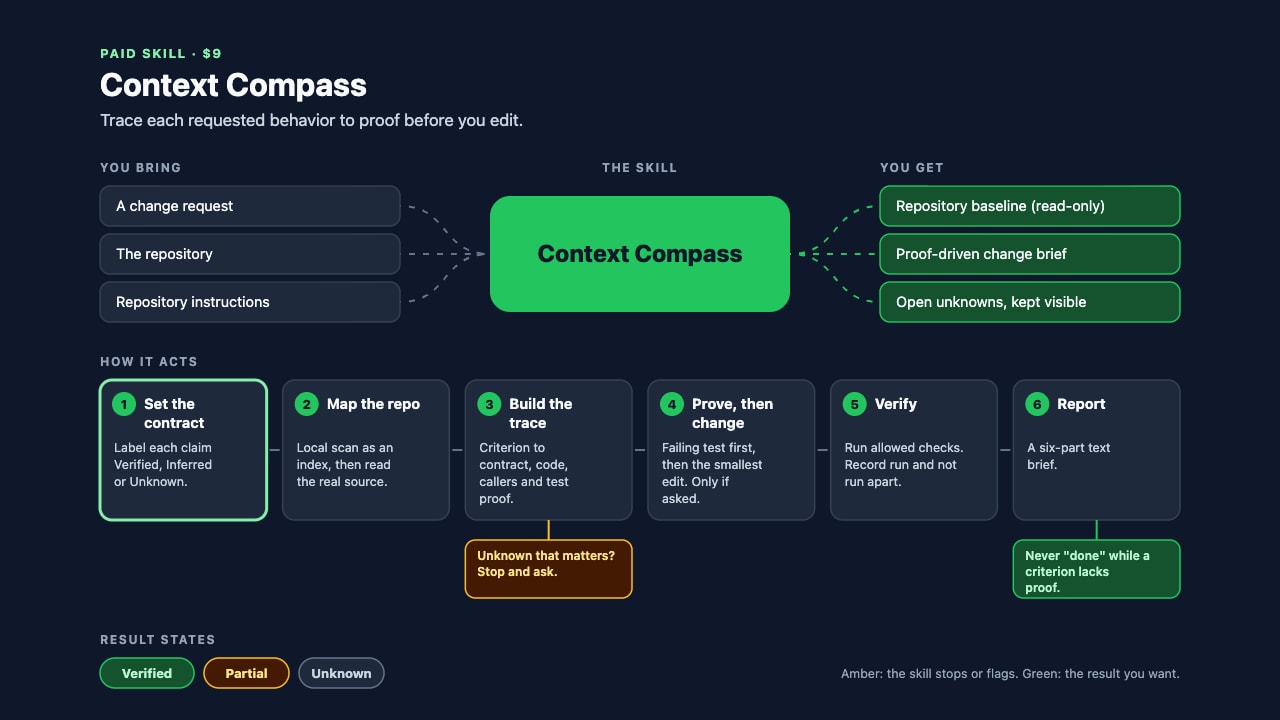 PAID SKILL · $9
Context Compass
Trace each requested behavior to proof before you edit.
YOU BRING
A change request
The repository
Repository instructions
THE SKILL
Context Compass
YOU GET
Repository baseline (read-only)
Proof-driven change brief
Open unknowns, kept visible
HOW IT ACTS
1
Set the
contract
Label each claim
Verified, Inferred
or Unknown.
2
Map the repo
Local scan as an
index, then read
the real source.
3
Build the
trace
Criterion to
contract, code,
callers and test
proof.
4
Prove, then
change
Failing test first,
then the smallest
edit. Only if
asked.
5
Verify
Run allowed checks.
Record run and not
run apart.
6
Report
A six-part text
brief.
Unknown that matters?
Stop and ask.
Never "done" while a
criterion lacks
proof.
RESULT STATES
Verified
Partial
Unknown
Amber: the skill stops or flags. Green: the result you want.